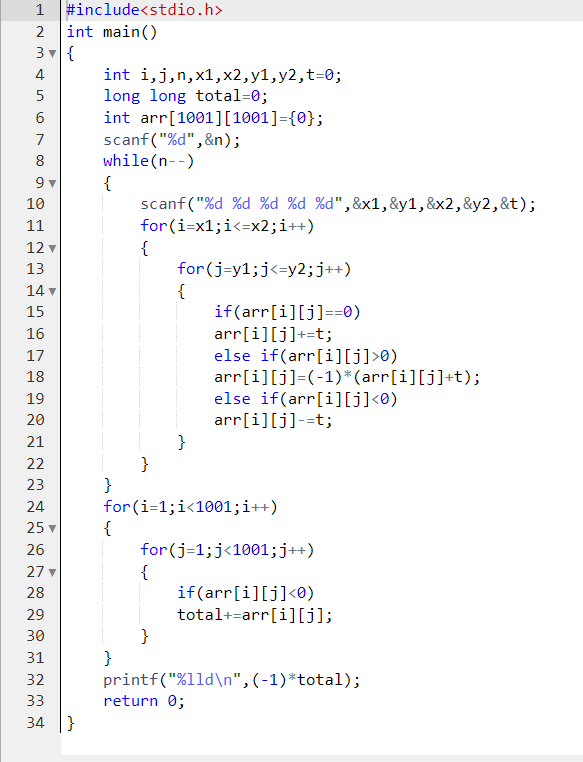 1 #include<stdio.h>
2 int main()
3 {
4 int i,j,n,x1,x2,y1,y2,t=0;
5 long long total=0;
6 int arr[1001][1001]={0};
7 scanf("%d",&n);
8 while(n--)
9 {
10 scanf("%d %d %d %d %d",&x1,&y1,&x2,&y2,&t);
11 for(i=x1;i<=x2;i++)
12 {
13 for(j=y1;j<=y2;j++)
14 {
15 if(arr[i][j]==0)
16 arr[i][j]+=t;
17 else if(arr[i][j]>0)
18 arr[i][j]=(-1)*(arr[i][j]+t);
19 else if(arr[i][j]<0)
20 arr[i][j]-=t;
21 }
22 }
23 }
24 for(i=1;i<1001;i++)
25 {
26 for(j=1;j<1001;j++)
27 {
28 if(arr[i][j]<0)
29 total+=arr[i][j];
30 }
31 }
32 printf("%lld\n",(-1)*total);
33 return 0;
34 }